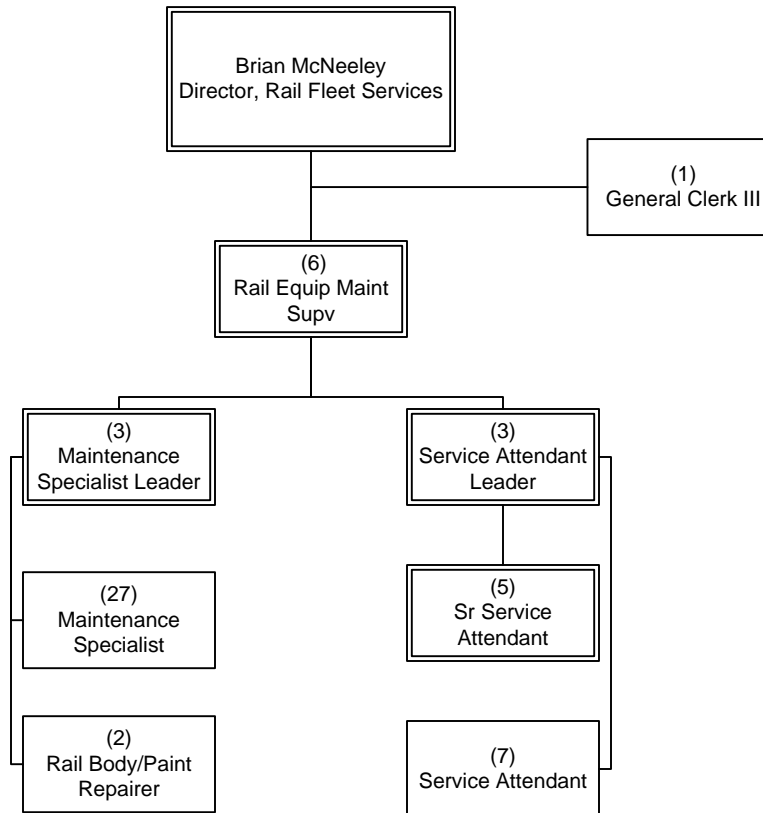 Brian McNeeley
Director, Rail Fleet Services
(1)
General Clerk III
(6)
Rail Equip Maint
Supv
(3)
Maintenance
Specialist Leader
(3)
Service Attendant
Leader
(27)
Maintenance
Specialist
(5)
Sr Service
Attendant
(2)
Rail Body/Paint
Repairer
(7)
Service Attendant